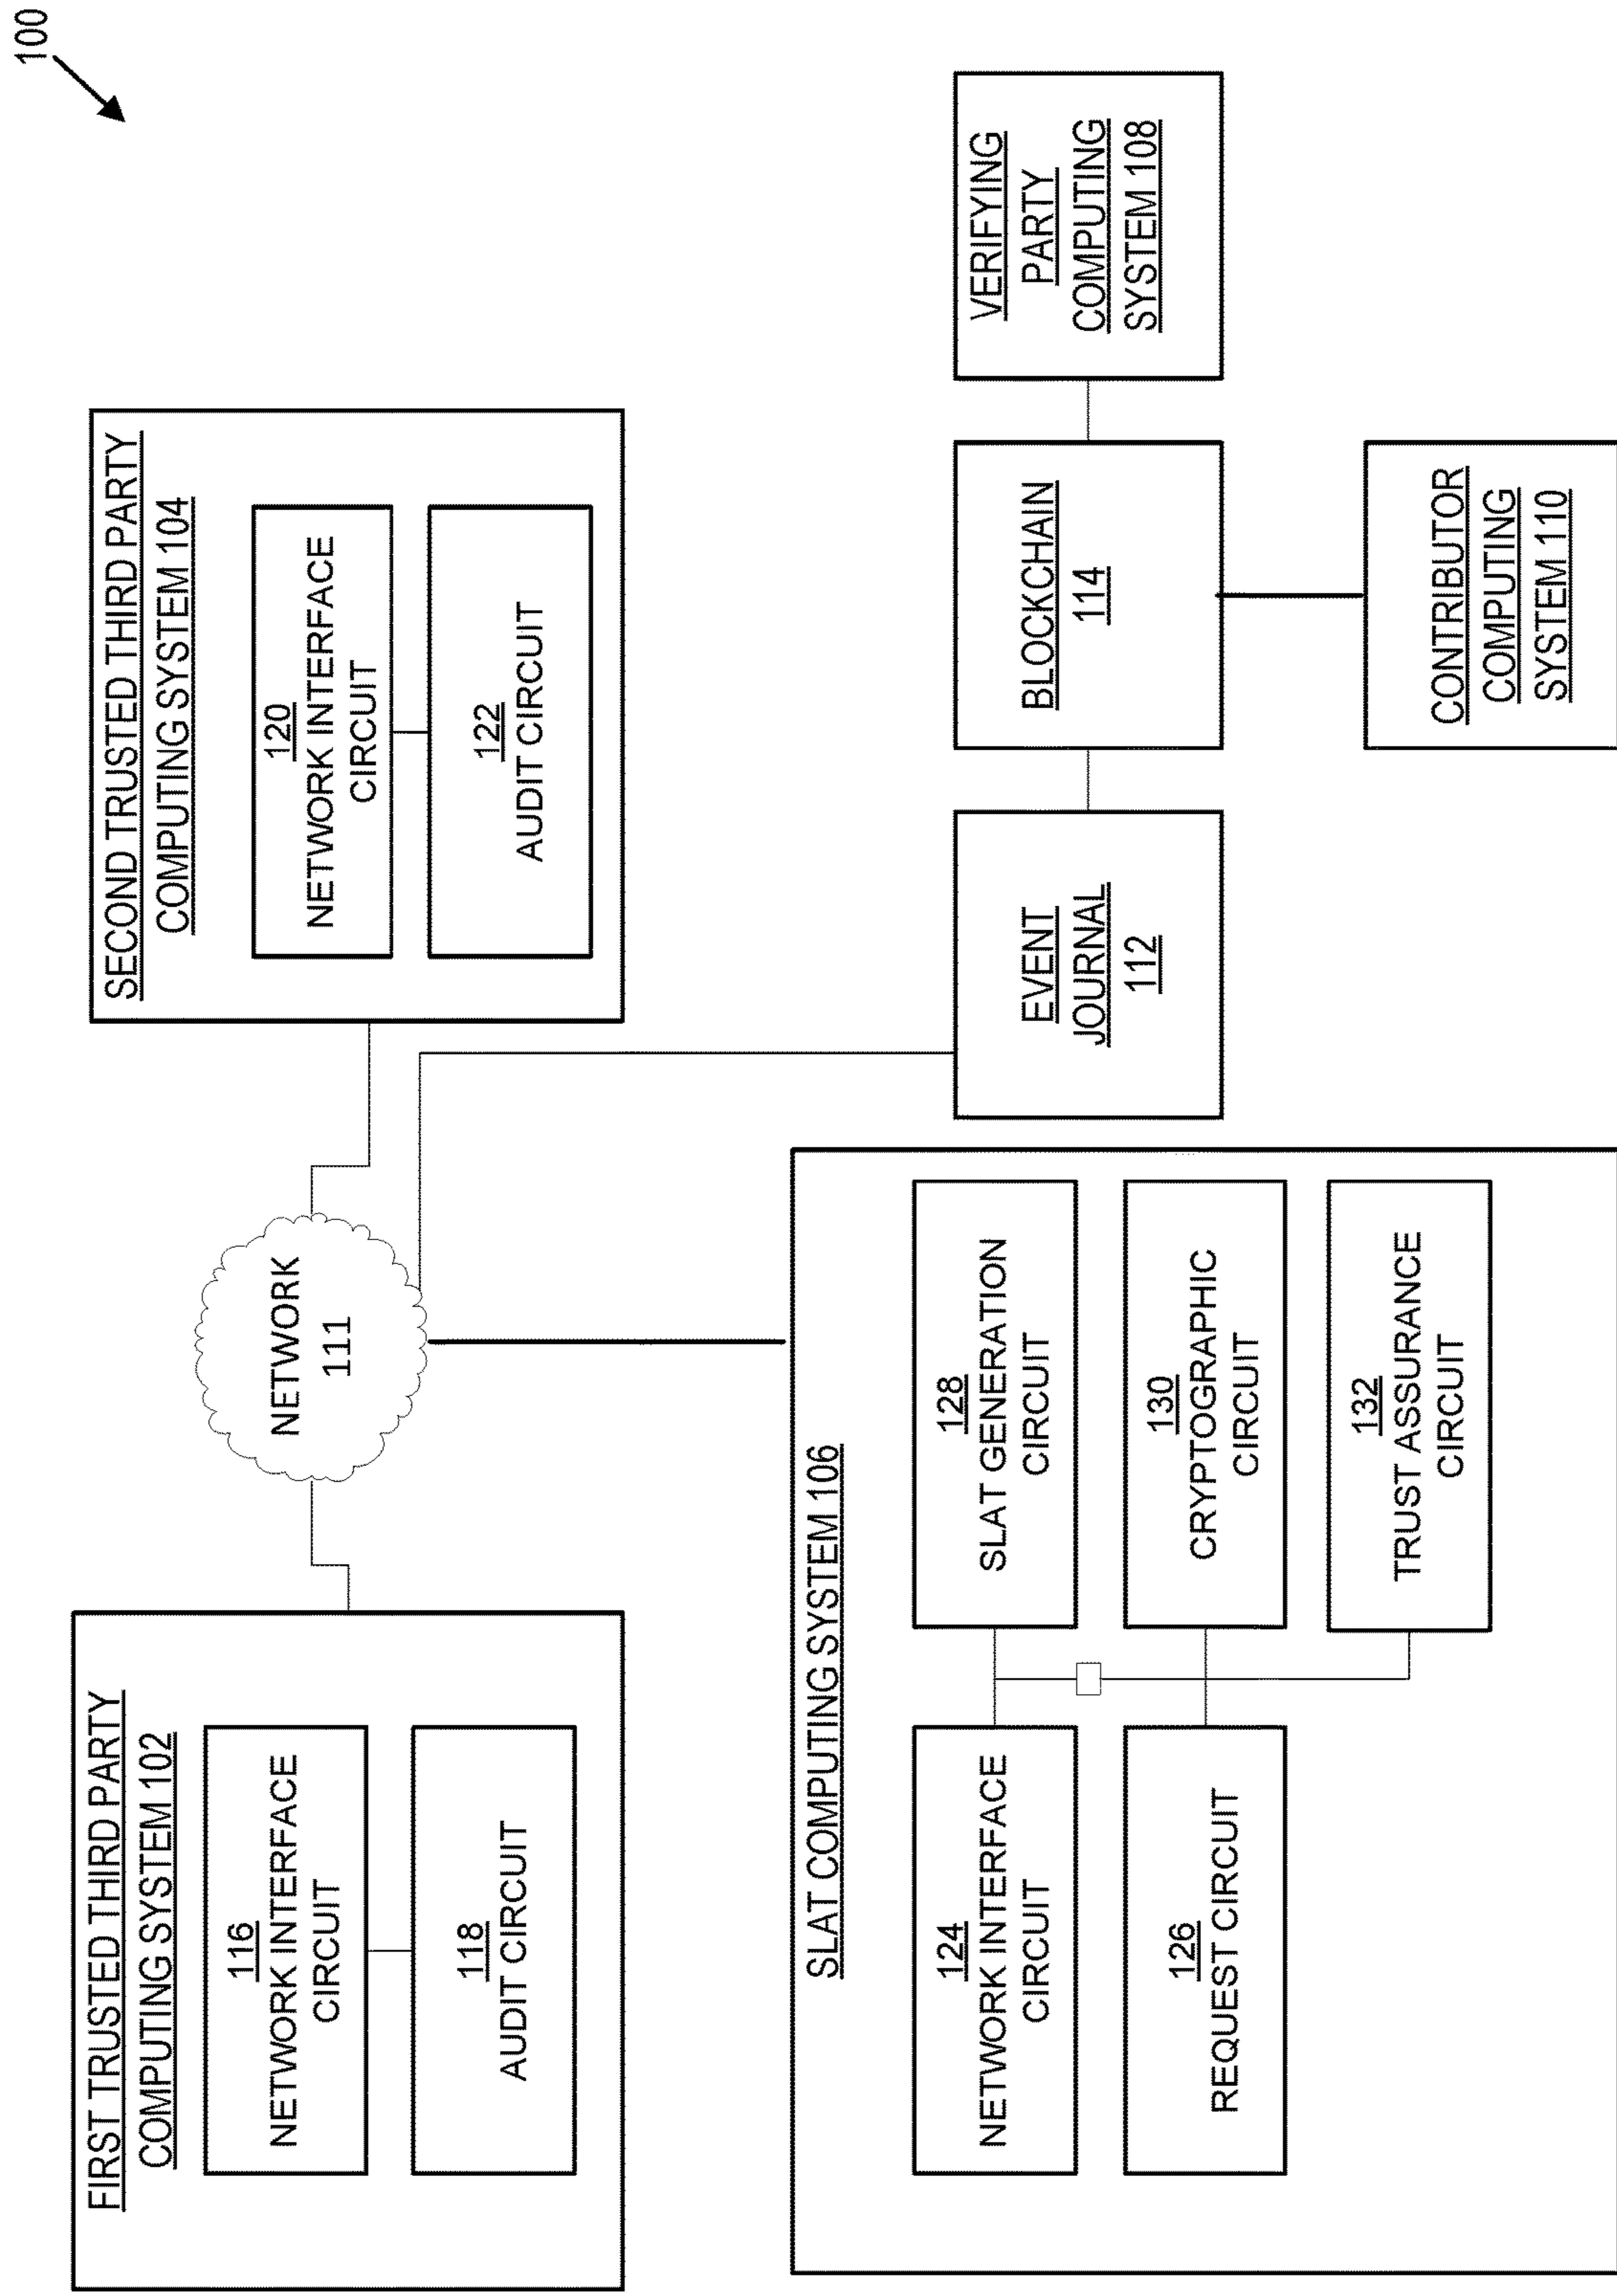 100
FIRST TRUSTED THIRD PARTY
COMPUTING SYSTEM 102
116
NETWORK INTERFACE
CIRCUIT
118
AUDIT CIRCUIT
NETWORK
111
SECOND TRUSTED THIRD PARTY
COMPUTING SYSTEM 104
120
NETWORK INTERFACE
CIRCUIT
122
AUDIT CIRCUIT
SLAT COMPUTING SYSTEM 106
124
NETWORK INTERFACE
CIRCUIT
126
REQUEST CIRCUIT
128
SLAT GENERATION
CIRCUIT
130
CRYPTOGRAPHIC
CIRCUIT
132
TRUST ASSURANCE
CIRCUIT
EVENT
JOURNAL
112
BLOCKCHAIN
114
VERIFYING
PARTY
COMPUTING
SYSTEM 108
CONTRIBUTOR
COMPUTING
SYSTEM 110